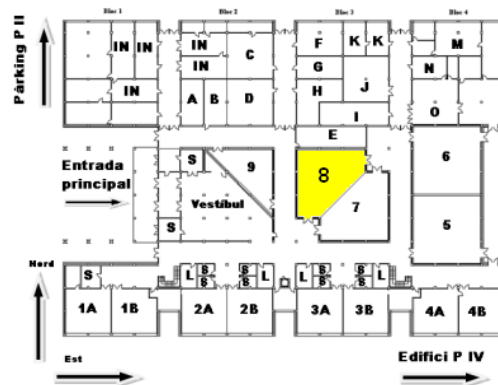 Bloc 1 Bloc 2 Bloc 3 Bloc 4
Párking P II
IN IN IN C F K K M
IN G N
IN A B D H J O
I
E
Entrada principal
S 9 8 6
Vestíbul 7
S 5
Nord
S L S S L L S S L L S S L L S S L
1A 1B 2A 2B 3A 3B 4A 4B
Est
Edifici P IV